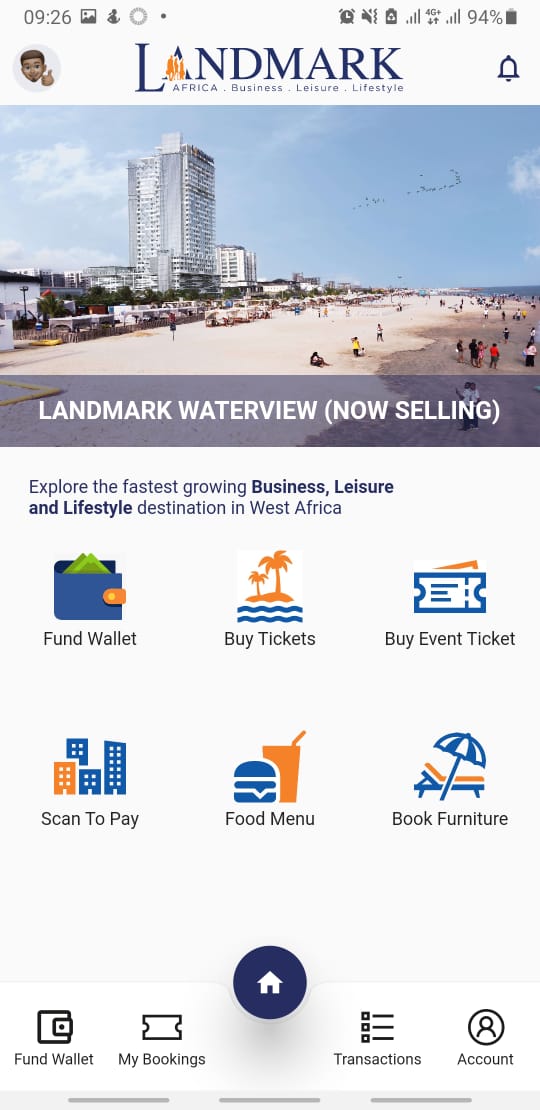 09:26
4G+
94%
LANDMARK
AFRICA . Business . Leisure . Lifestyle
LANDMARK WATERVIEW (NOW SELLING)
Explore the fastest growing Business, Leisure
and Lifestyle destination in West Africa
Fund Wallet
Buy Tickets
Buy Event Ticket
Scan To Pay
Food Menu
Book Furniture
Fund Wallet
My Bookings
Transactions
Account